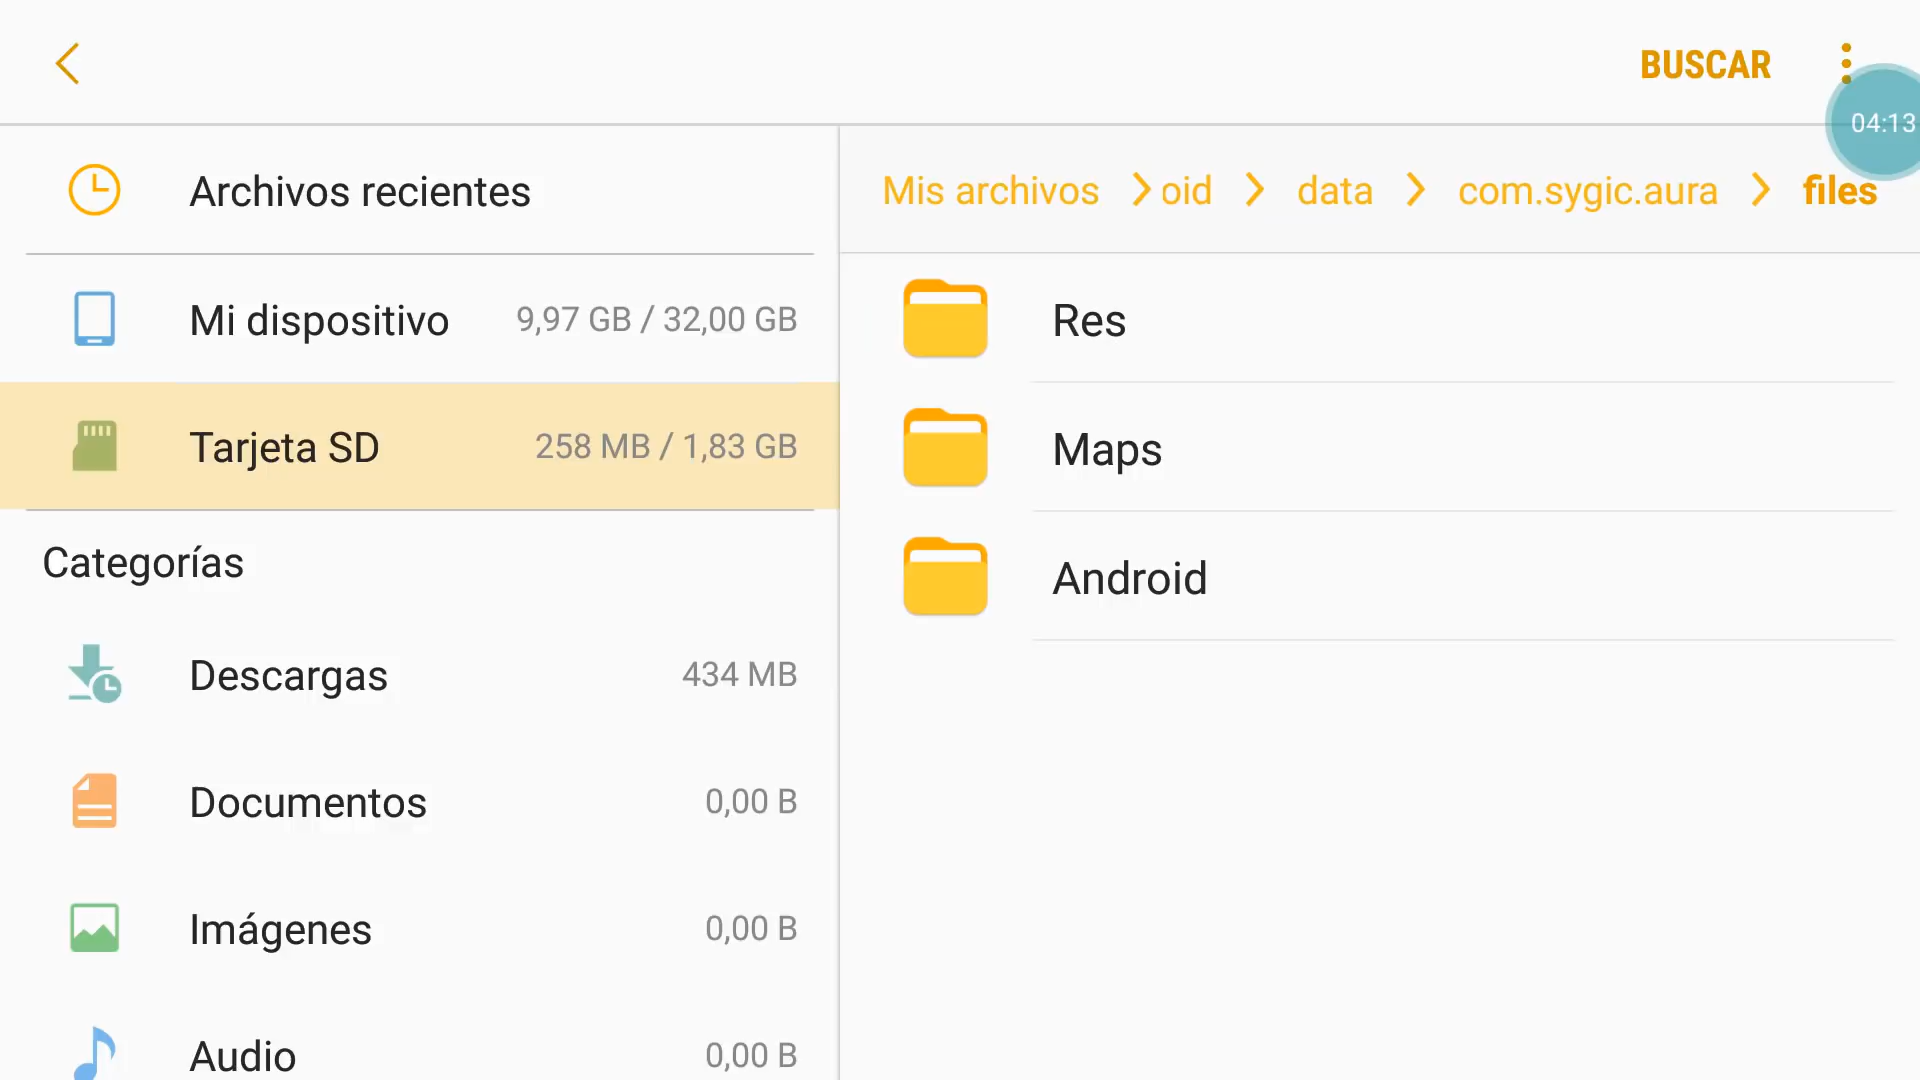 BUSCAR
04:13
Archivos recientes
Mi dispositivo 9,97 GB / 32,00 GB
Tarjeta SD 258 MB / 1,83 GB
Categorías
Descargas 434 MB
Documentos 0,00 B
Imágenes 0,00 B
Audio 0,00 B
Mis archivos > oid > data > com.sygic.aura > files
Res
Maps
Android